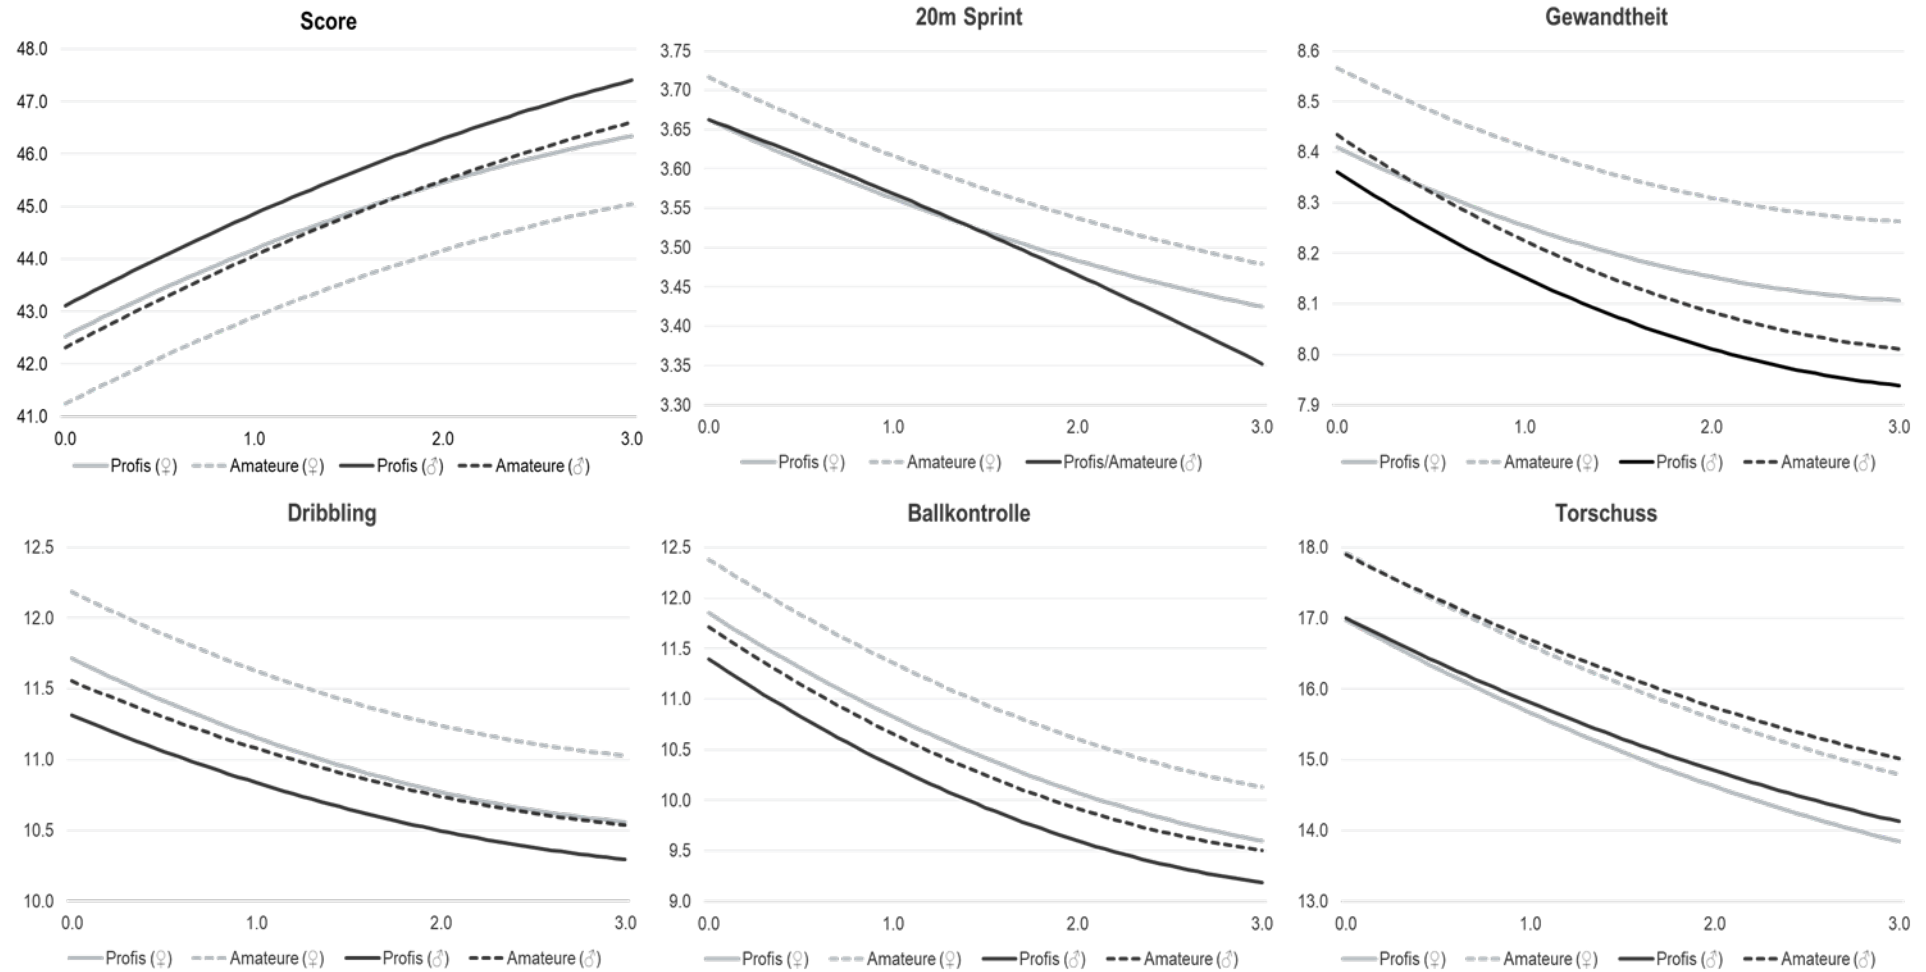 Score
48.0
47.0
46.0
45.0
44.0
43.0
42.0
41.0
0.0 1.0 2.0 3.0
Profis (♀) Amateure (♀) Profis (♂) Amateure (♂)
20m Sprint
3.75
3.70
3.65
3.60
3.55
3.50
3.45
3.40
3.35
3.30
0.0 1.0 2.0 3.0
Profis (♀) Amateure (♀) Profis/Amateure (♂)
Gewandtheit
8.6
8.5
8.4
8.3
8.2
8.1
8.0
7.9
0.0 1.0 2.0 3.0
Profis (♀) Amateure (♀) Profis (♂) Amateure (♂)
Dribbling
12.5
12.0
11.5
11.0
10.5
10.0
0.0 1.0 2.0 3.0
Profis (♀) Amateure (♀) Profis (♂) Amateure (♂)
Ballkontrolle
12.5
12.0
11.5
11.0
10.5
10.0
9.5
9.0
0.0 1.0 2.0 3.0
Profis (♀) Amateure (♀) Profis (♂) Amateure (♂)
Torschuss
18.0
17.0
16.0
15.0
14.0
13.0
0.0 1.0 2.0 3.0
Profis (♀) Amateure (♀) Profis (♂) Amateure (♂)